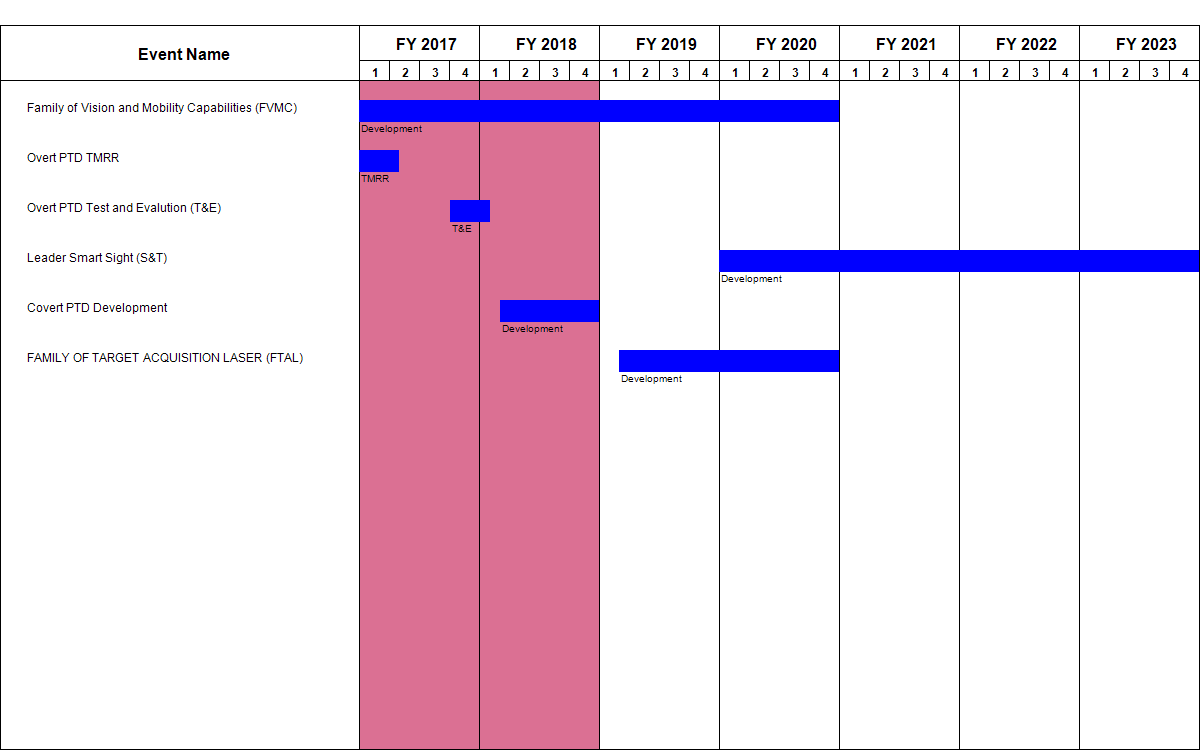 Event Name
FY 2017 FY 2018 FY 2019 FY 2020 FY 2021 FY 2022 FY 2023
1 2 3 4 1 2 3 4 1 2 3 4 1 2 3 4 1 2 3 4 1 2 3 4 1 2 3 4
Family of Vision and Mobility Capabilities (FVMC)
Development
Overt PTD TMRR
TMRR
Overt PTD Test and Evalution (T&E)
T&E
Leader Smart Sight (S&T)
Development
Covert PTD Development
Development
FAMILY OF TARGET ACQUISITION LASER (FTAL)
Development